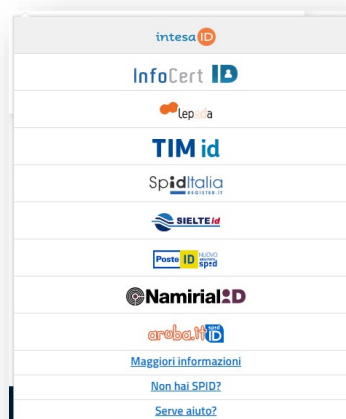 intesa ID
InfoCert ID
lepida
TIM id
SpidItalia
REGISTER.IT
SIELTE id
Poste ID NUOVO spid
Namirial ID
aruba.it spid ID
Maggiori informazioni
Non hai SPID?
Serve aiuto?